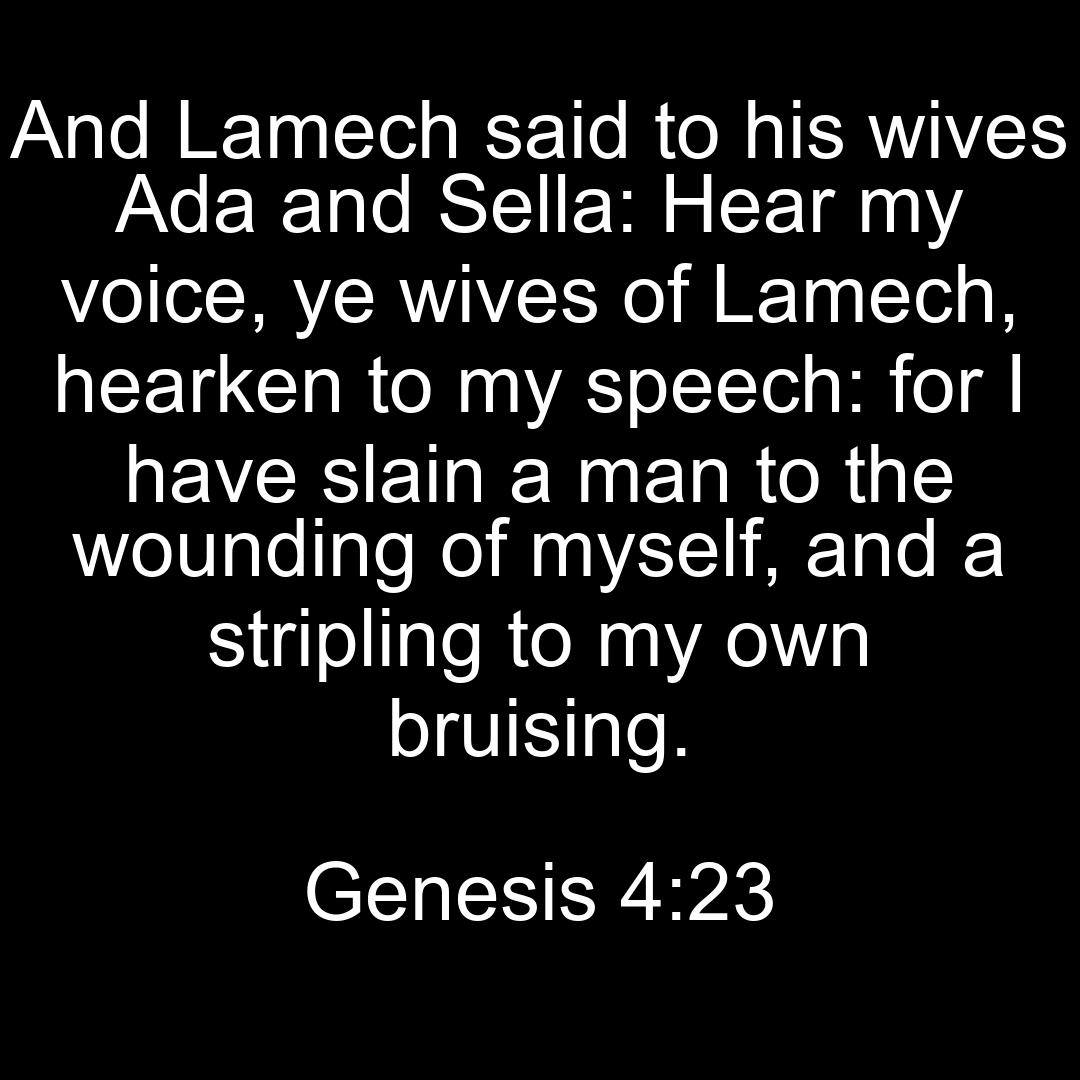 And Lamech said to his wives
Ada and Sella: Hear my
voice, ye wives of Lamech,
hearken to my speech: for I
have slain a man to the
wounding of myself, and a
stripling to my own
bruising.
Genesis 4:23